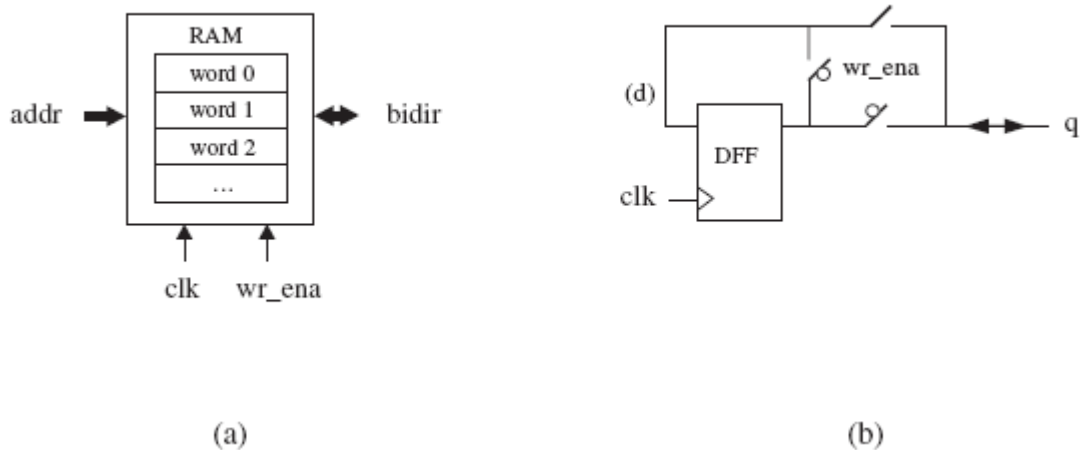 RAM
word 0
word 1
word 2
...
addr
bidir
clk wr_ena
(a)
wr_ena
(d)
DFF
q
clk
(b)